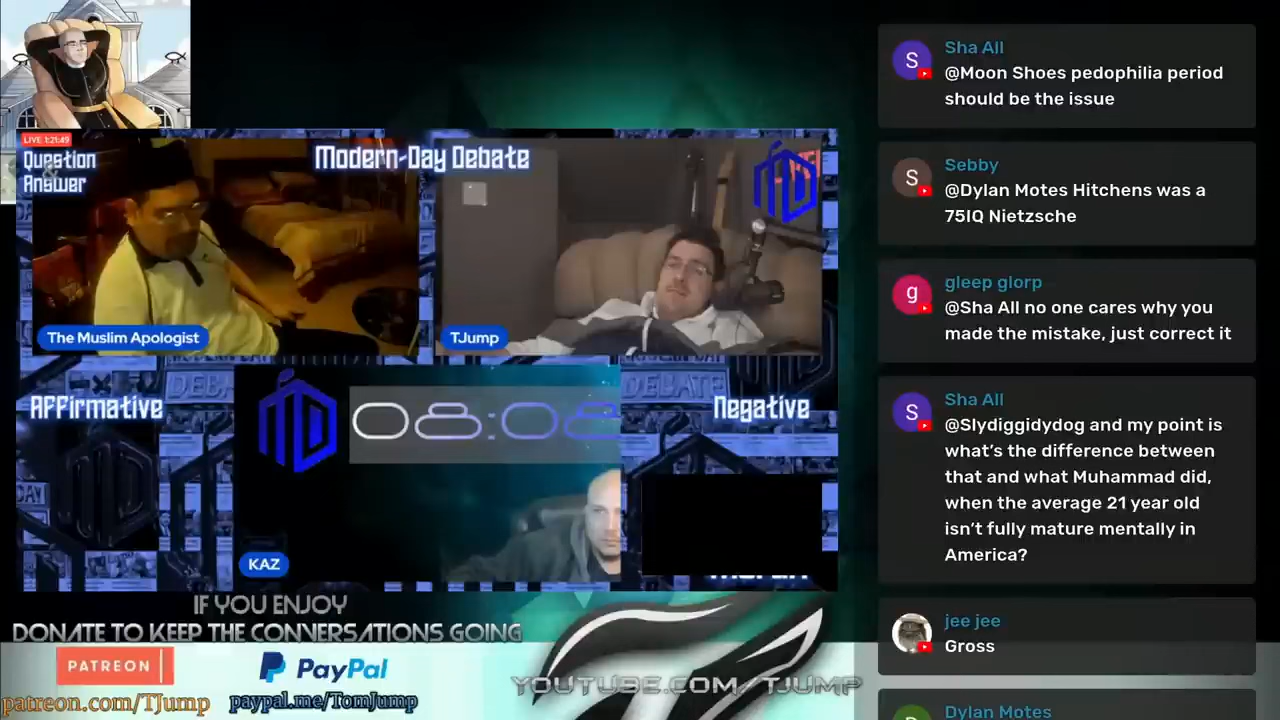 LIVE 1:21:49
Question
&
Answer
Modern-Day Debate
The Muslim Apologist
TJump
Affirmative
Negative
DEBATE
08:08
KAZ
IF YOU ENJOY
DONATE TO KEEP THE CONVERSATIONS GOING
PATREON
PayPal
patreon.com/TJump
paypal.me/TomJump
YOUTUBE.COM/TJUMP
Sha All
@Moon Shoes pedophilia period
should be the issue
Sebby
@Dylan Motes Hitchens was a
75IQ Nietzsche
gleep glorp
@Sha All no one cares why you
made the mistake, just correct it
Sha All
@Slydiggidydog and my point is
what’s the difference between
that and what Muhammad did,
when the average 21 year old
isn’t fully mature mentally in
America?
jee jee
Gross
Dylan Motes